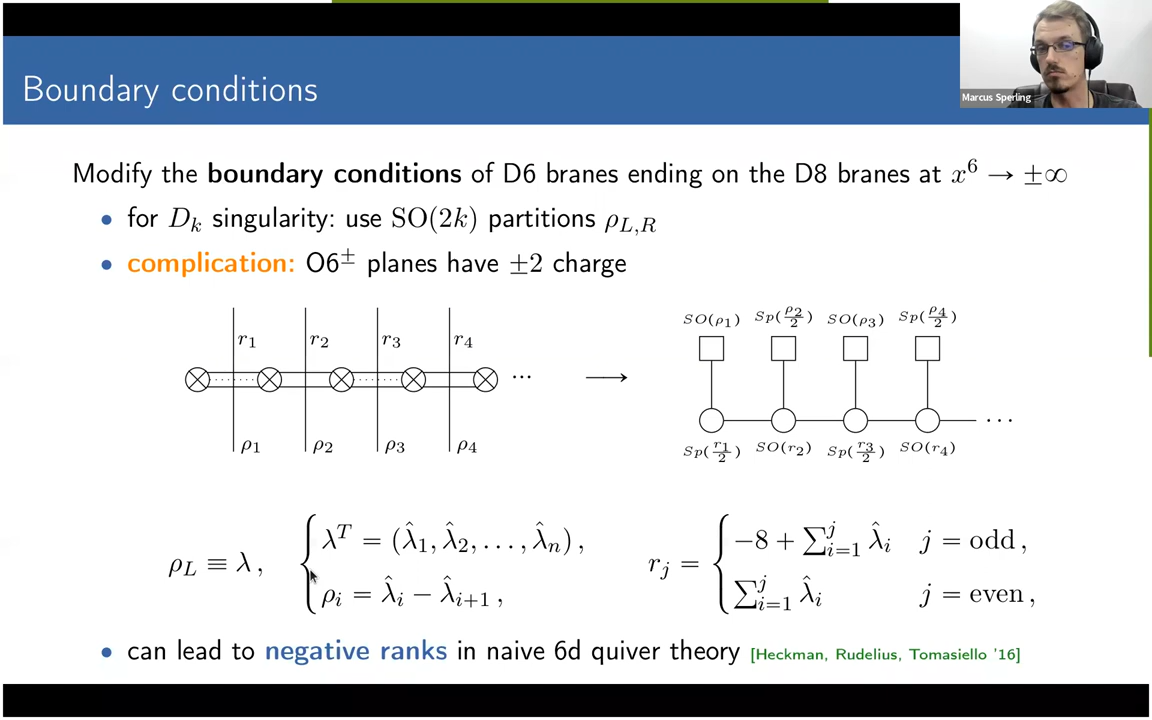 Boundary conditions
Marcus Sperling
Modify the boundary conditions of D6 branes ending on the D8 branes at x⁶ → ±∞
• for D_k singularity: use SO(2k) partitions ρ_{L,R}
• complication: O6^± planes have ±2 charge
r₁ r₂ r₃ r₄
...
ρ₁ ρ₂ ρ₃ ρ₄
⟶
SO(ρ₁) Sp(ρ₂/2) SO(ρ₃) Sp(ρ₄/2)
...
Sp(r₁/2) SO(r₂) Sp(r₃/2) SO(r₄)
ρ_L ≡ λ , { λ^T = (λ̂₁, λ̂₂, . . . , λ̂_n) ,
ρ_i = λ̂_i − λ̂_{i+1} ,
r_j = { −8 + ∑_{i=1}^{j} λ̂_i j = odd ,
∑_{i=1}^{j} λ̂_i j = even ,
• can lead to negative ranks in naive 6d quiver theory [Heckman, Rudelius, Tomasiello '16]